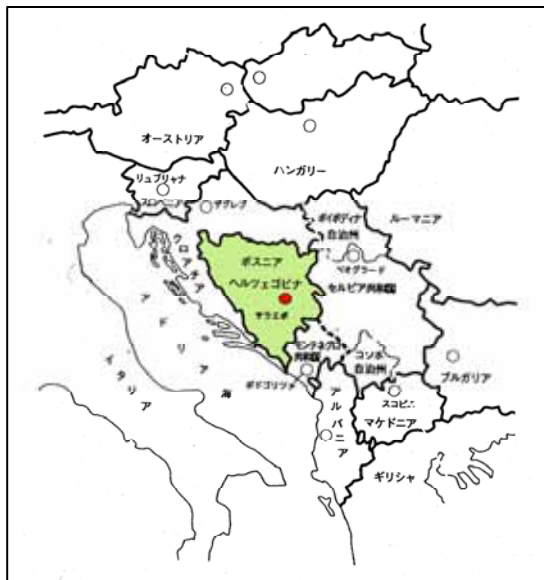 オーストリア
ハンガリー
リュブリャナ
スロベニア
ザグレブ
ボイボディナ
自治州
ルーマニア
ベオグラード
クロアチア
ボスニア
ヘルツェゴビナ
サラエボ
セルビア共和国
アドリア海
イタリア
モンテネグロ
共和国
コソボ
自治州
ポドゴリツァ
アルバニア
スコピエ
マケドニア
ブルガリア
ギリシャ